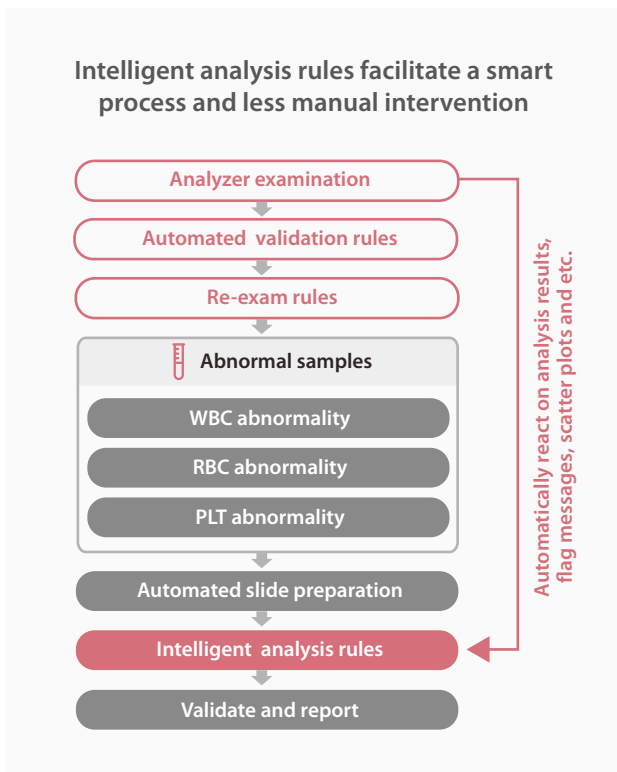 Intelligent analysis rules facilitate a smart
process and less manual intervention
Analyzer examination
Automated validation rules
Re-exam rules
Abnormal samples
WBC abnormality
RBC abnormality
PLT abnormality
Automated slide preparation
Intelligent analysis rules
Validate and report
Automatically react on analysis results,
flag messages, scatter plots and etc.